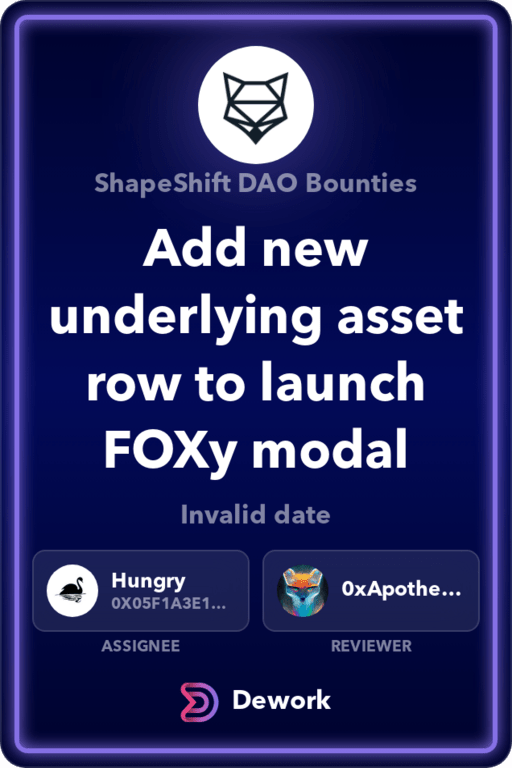 ShapeShift DAO Bounties
Add new
underlying asset
row to launch
FOXy modal
Invalid date
Hungry
0X05F1A3E1...
ASSIGNEE
0xApothe...
REVIEWER
Dework